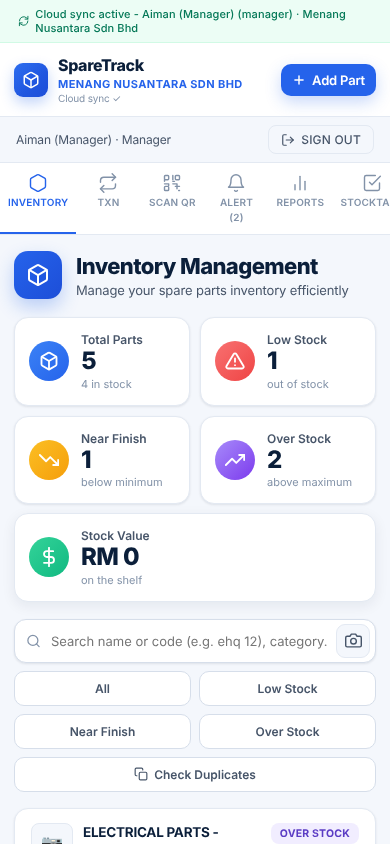 Cloud sync active - Aiman (Manager) (manager) · Menang
Nusantara Sdn Bhd
SpareTrack
MENANG NUSANTARA SDN BHD
Cloud sync ✓
+ Add Part
Aiman (Manager) · Manager
SIGN OUT
INVENTORY
TXN
SCAN QR
ALERT
(2)
REPORTS
STOCKTA
Inventory Management
Manage your spare parts inventory efficiently
Total Parts
5
4 in stock
Low Stock
1
out of stock
Near Finish
1
below minimum
Over Stock
2
above maximum
Stock Value
RM 0
on the shelf
Search name or code (e.g. ehq 12), category.
All
Low Stock
Near Finish
Over Stock
Check Duplicates
ELECTRICAL PARTS -
OVER STOCK